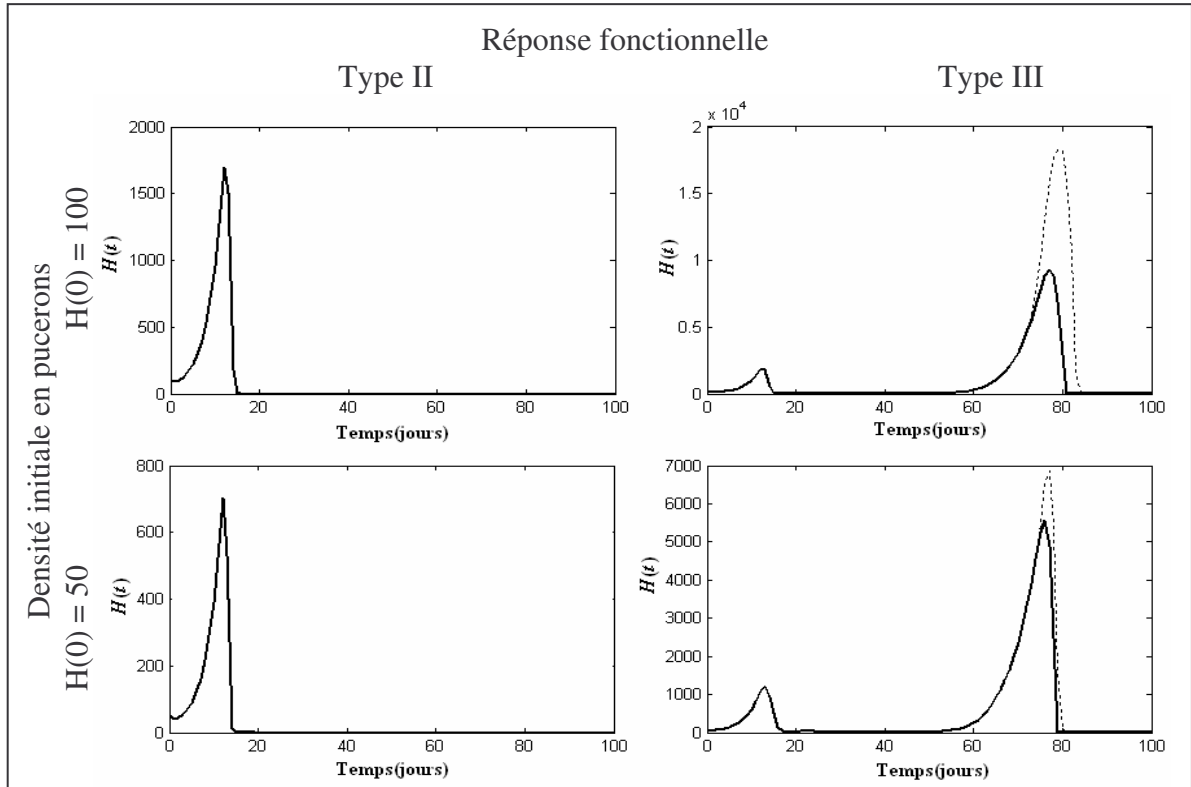 Réponse fonctionnelle
Type II
Type III
Densité initiale en pucerons
H(0) = 100
H(0) = 50
2000
1500
1000
500
0
H(t)
0 20 40 60 80 100
Temps(jours)
x 10^4
2
1.5
1
0.5
0
H(t)
0 20 40 60 80 100
Temps(jours)
800
600
400
200
0
H(t)
0 20 40 60 80 100
Temps(jours)
7000
6000
5000
4000
3000
2000
1000
0
H(t)
0 20 40 60 80 100
Temps(jours)